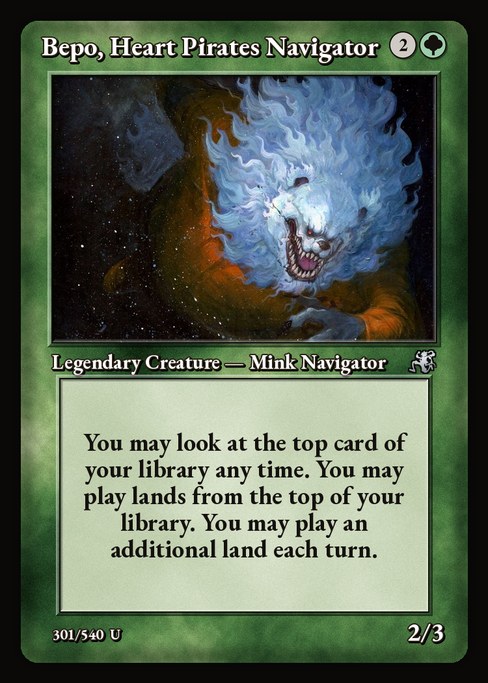 Bepo, Heart Pirates Navigator 2
Legendary Creature — Mink Navigator
You may look at the top card of
your library any time. You may
play lands from the top of your
library. You may play an
additional land each turn.
301/540 U
2/3